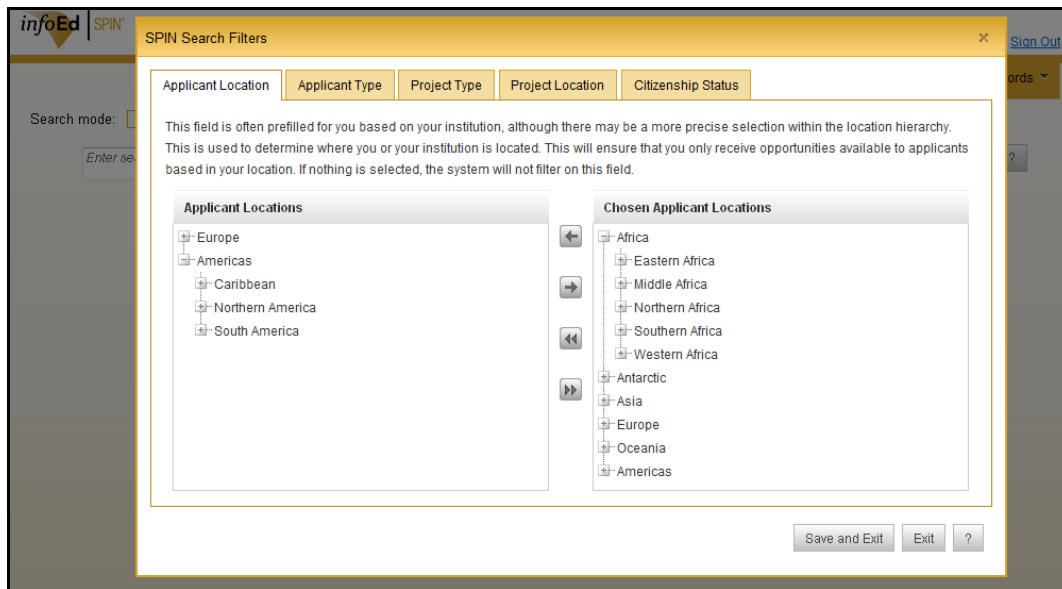 infoEd SPIN
SPIN Search Filters
Sign Out
Applicant Location
Applicant Type
Project Type
Project Location
Citizenship Status
ords
Search mode:
Enter se
?
This field is often prefilled for you based on your institution, although there may be a more precise selection within the location hierarchy.
This is used to determine where you or your institution is located. This will ensure that you only receive opportunities available to applicants
based in your location. If nothing is selected, the system will not filter on this field.
Applicant Locations
Europe
Americas
Caribbean
Northern America
South America
Chosen Applicant Locations
Africa
Eastern Africa
Middle Africa
Northern Africa
Southern Africa
Western Africa
Antarctic
Asia
Europe
Oceania
Americas
Save and Exit
Exit
?